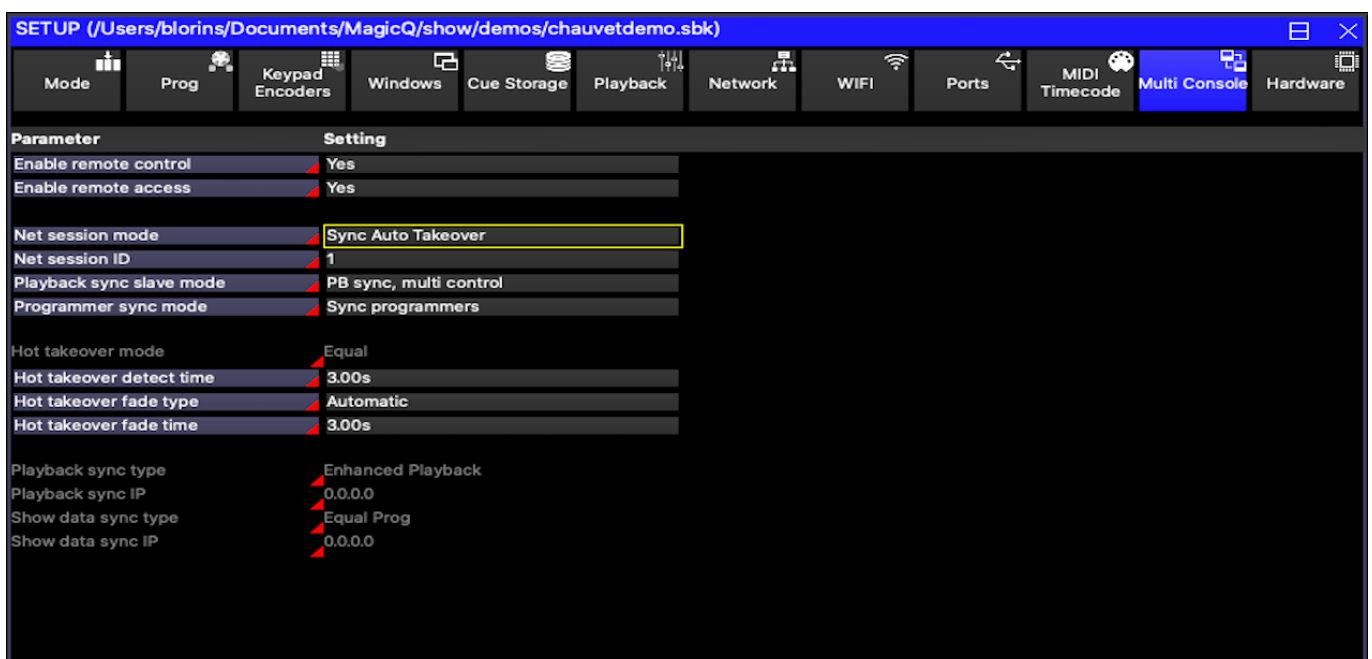 SETUP (/Users/blorins/Documents/MagicQ/show/demos/chauvetdemo.sbk)
Mode Prog Keypad Encoders Windows Cue Storage Playback Network WIFI Ports MIDI Timecode Multi Console Hardware
Parameter Setting
Enable remote control Yes
Enable remote access Yes
Net session mode Sync Auto Takeover
Net session ID 1
Playback sync slave mode PB sync, multi control
Programmer sync mode Sync programmers
Hot takeover mode Equal
Hot takeover detect time 3.00s
Hot takeover fade type Automatic
Hot takeover fade time 3.00s
Playback sync type Enhanced Playback
Playback sync IP 0.0.0.0
Show data sync type Equal Prog
Show data sync IP 0.0.0.0